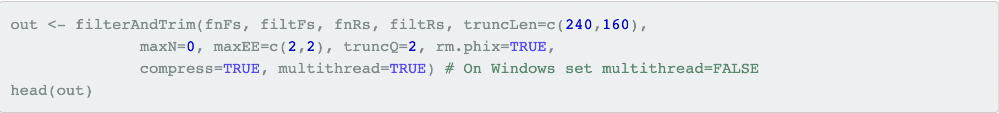 out <- filterAndTrim(fnFs, filtFs, fnRs, filtRs, truncLen=c(240,160),
              maxN=0, maxEE=c(2,2), truncQ=2, rm.phix=TRUE,
              compress=TRUE, multithread=TRUE) # On Windows set multithread=FALSE
head(out)